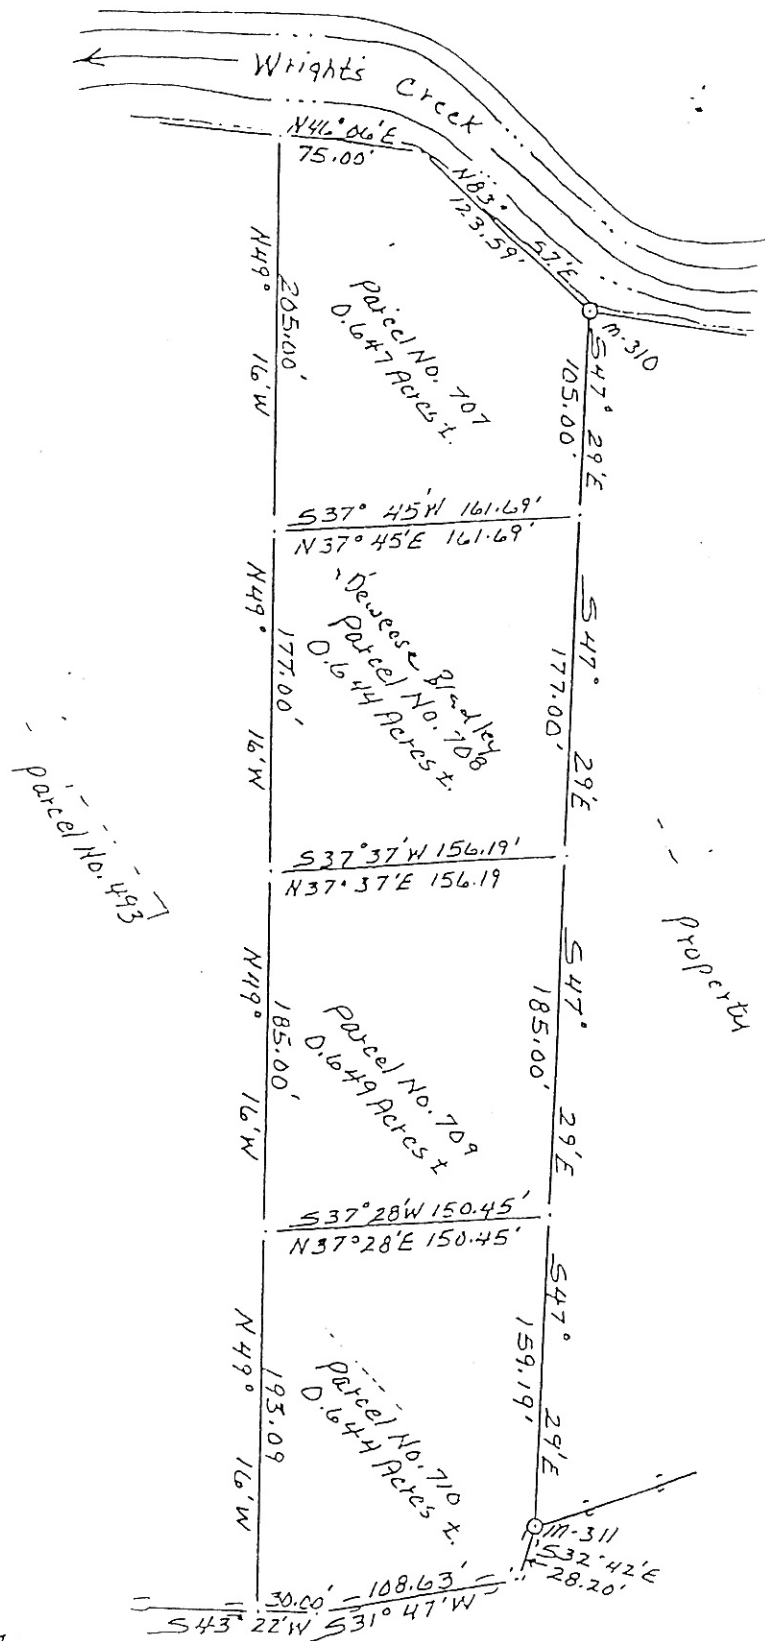 Wrights Creek
N46°06'E
75.00'
N83° 57'E
123.59'
M-310
N49° 16'W
205.00'
Parcel No. 707
0.647 Acres ±.
S47° 29'E
105.00'
S37° 45'W 161.69'
N37° 45'E 161.69'
N49° 16'W
177.00'
Dewease Bradley
Parcel No. 708
0.644 Acres ±.
S47° 29'E
177.00'
Parcel No. 493
Property
S37° 37'W 156.19'
N37° 37'E 156.19
N49° 16'W
185.00'
Parcel No. 709
0.649 Acres ±
S47° 29'E
185.00'
S37° 28'W 150.45'
N37° 28'E 150.45'
N49° 16'W
193.09
Parcel No. 710
0.644 Acres ±.
S47° 29'E
159.19'
M-311
S32° 42'E
28.20'
30.00'
108.63'
S43° 22'W
S31° 47'W